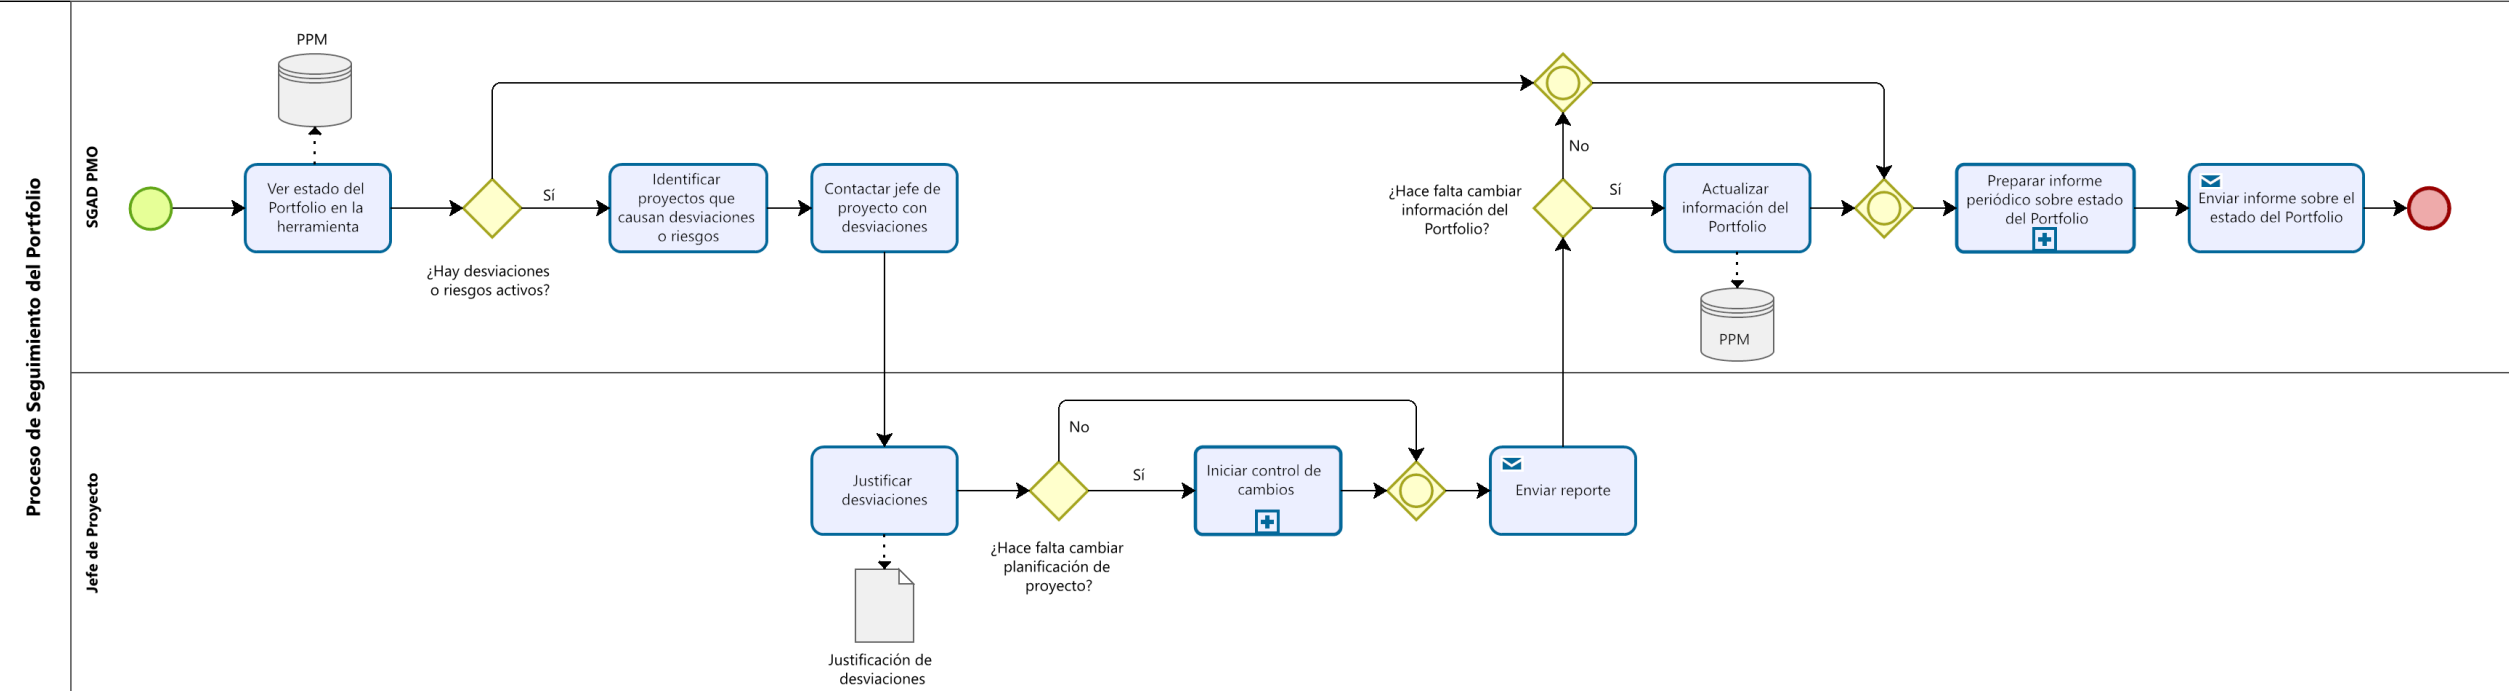 Proceso de Seguimiento del Portfolio
SGAD PMO
PPM
Ver estado del
Portfolio en la
herramienta
¿Hay desviaciones
o riesgos activos?
Sí
Identificar
proyectos que
causan desviaciones
o riesgos
Contactar jefe de
proyecto con
desviaciones
¿Hace falta cambiar
información del
Portfolio?
No
Sí
Actualizar
información del
Portfolio
PPM
Preparar informe
periódico sobre estado
del Portfolio
Enviar informe sobre el
estado del Portfolio
Jefe de Proyecto
Justificar
desviaciones
Justificación de
desviaciones
¿Hace falta cambiar
planificación de
proyecto?
No
Sí
Iniciar control de
cambios
Enviar reporte